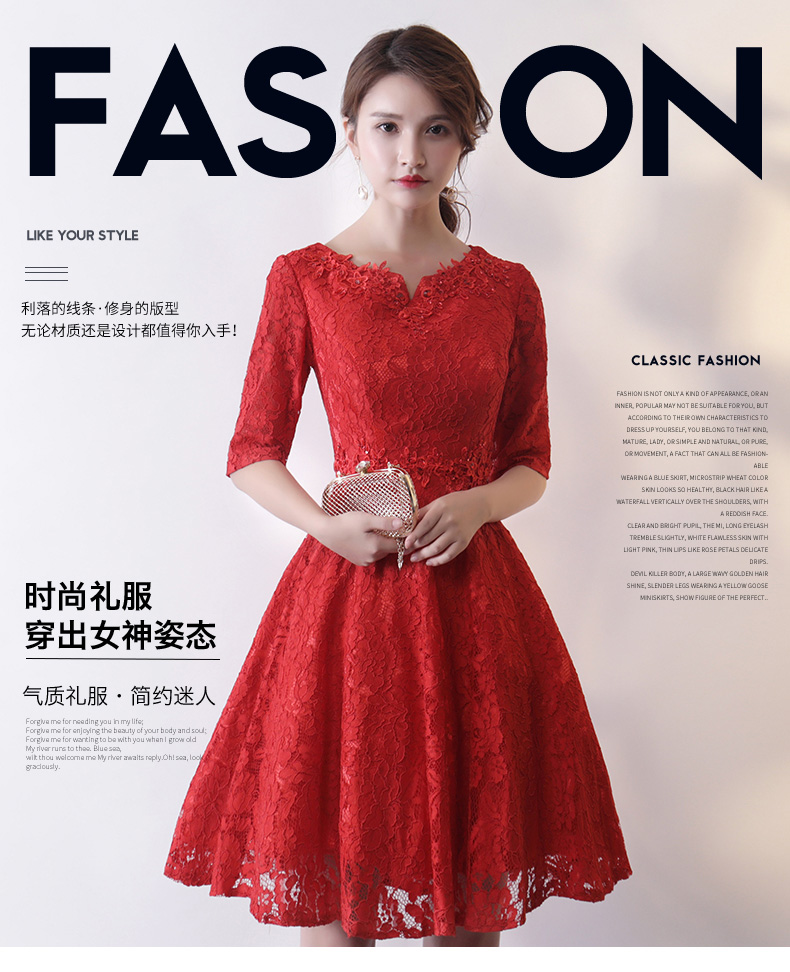 FASHION
LIKE YOUR STYLE
利落的线条·修身的版型
无论材质还是设计都值得你入手!
CLASSIC FASHION
FASHION IS NOT ONLY A KIND OF APPEARANCE, OR AN
INNER, POPULAR MAY NOT BE SUITABLE FOR YOU, BUT
ACCORDING TO THEIR OWN CHARACTERISTICS TO
DRESS UP YOURSELF, YOU BELONG TO THAT KIND,
MATURE, LADY, OR SIMPLE AND NATURAL, OR PURE,
OR MOVEMENT, A FACT THAT CAN ALL BE FASHION-
ABLE
WEARING A BLUE SKIRT, MICROSTRIP WHEAT COLOR
SKIN LOOKS SO HEALTHY, BLACK HAIR LIKE A
WATERFALL VERTICALLY OVER THE SHOULDERS, WITH
A REDDISH FACE.
CLEAR AND BRIGHT PUPIL, THE MI, LONG EYELASH
TREMBLE SLIGHTLY, WHITE FLAWLESS SKIN WITH
LIGHT PINK, THIN LIPS LIKE ROSE PETALS DELICATE
DRIPS.
DEVIL KILLER BODY, A LARGE WAVY GOLDEN HAIR
SHINE, SLENDER LEGS WEARING A YELLOW GOOSE
MINISKIRTS, SHOW FIGURE OF THE PERFECT..
时尚礼服
穿出女神姿态
气质礼服·简约迷人
Forgive me for needing you in my life;
Forgive me for enjoying the beauty of your body and soul;
Forgive me for wanting to be with you when I grow old
My river runs to thee. Blue sea,
wilt thou welcome me My river awaits reply.Oh! sea, look
graciously.